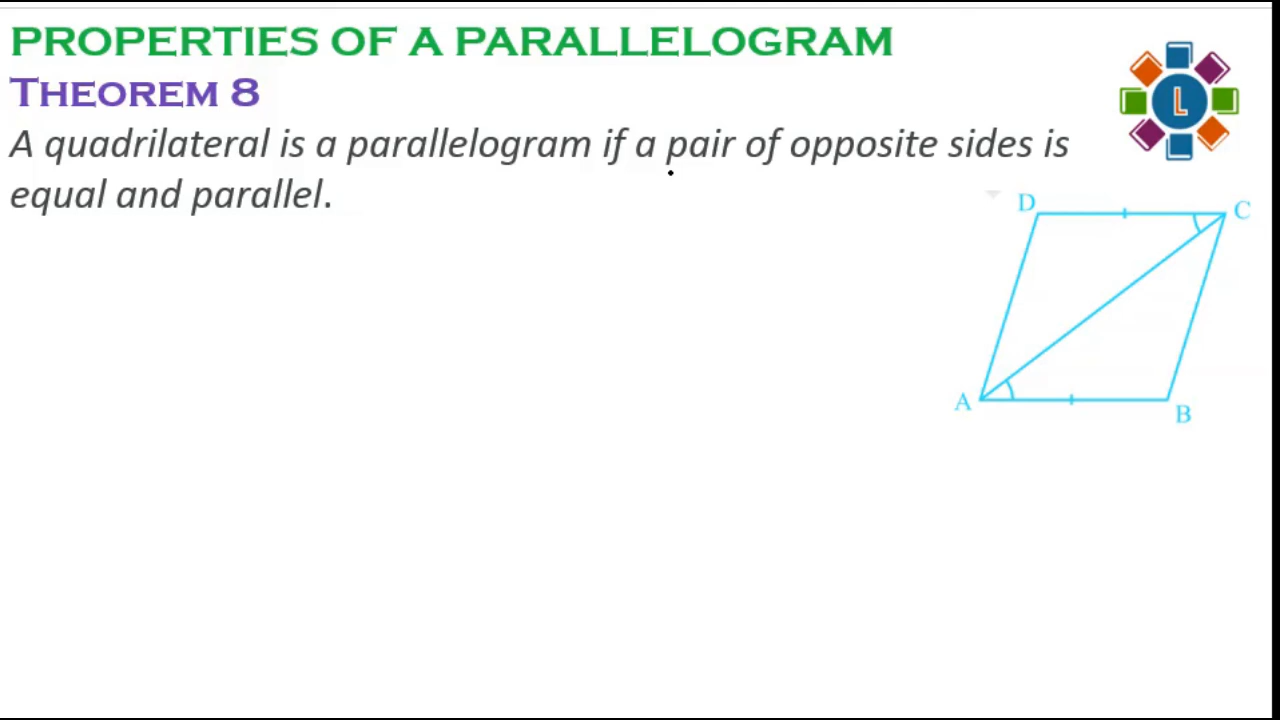 PROPERTIES OF A PARALLELOGRAM
THEOREM 8
A quadrilateral is a parallelogram if a pair of opposite sides is
equal and parallel.
L
D
C
A
B